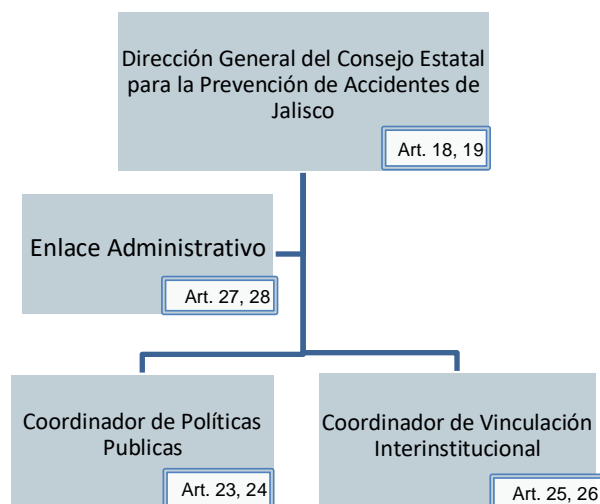 Dirección General del Consejo Estatal
para la Prevención de Accidentes de
Jalisco
Art. 18, 19
Enlace Administrativo
Art. 27, 28
Coordinador de Políticas
Publicas
Art. 23, 24
Coordinador de Vinculación
Interinstitucional
Art. 25, 26